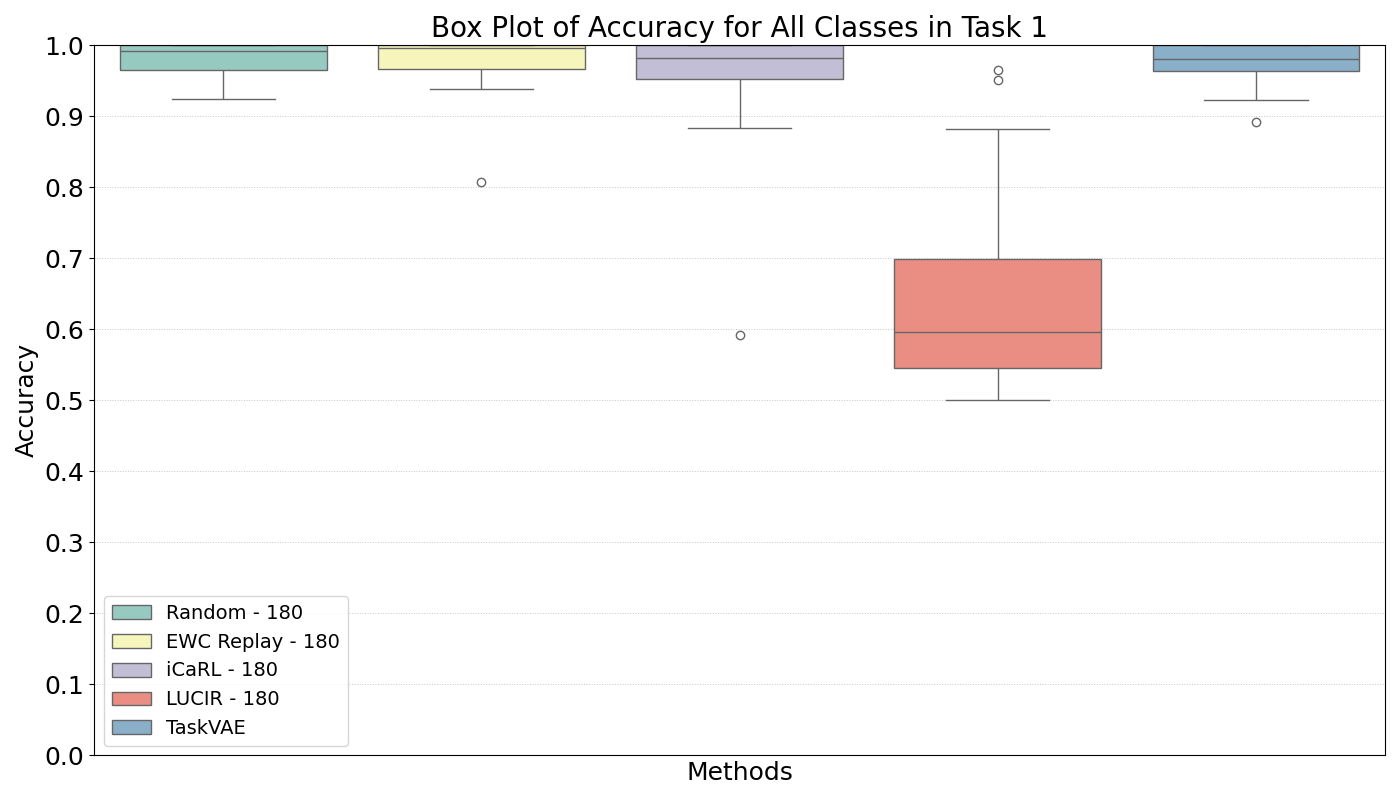 Box Plot of Accuracy for All Classes in Task 1
1.0
0.9
0.8
0.7
0.6
0.5
0.4
0.3
0.2
0.1
0.0
Accuracy
Random - 180
EWC Replay - 180
iCaRL - 180
LUCIR - 180
TaskVAE
Methods